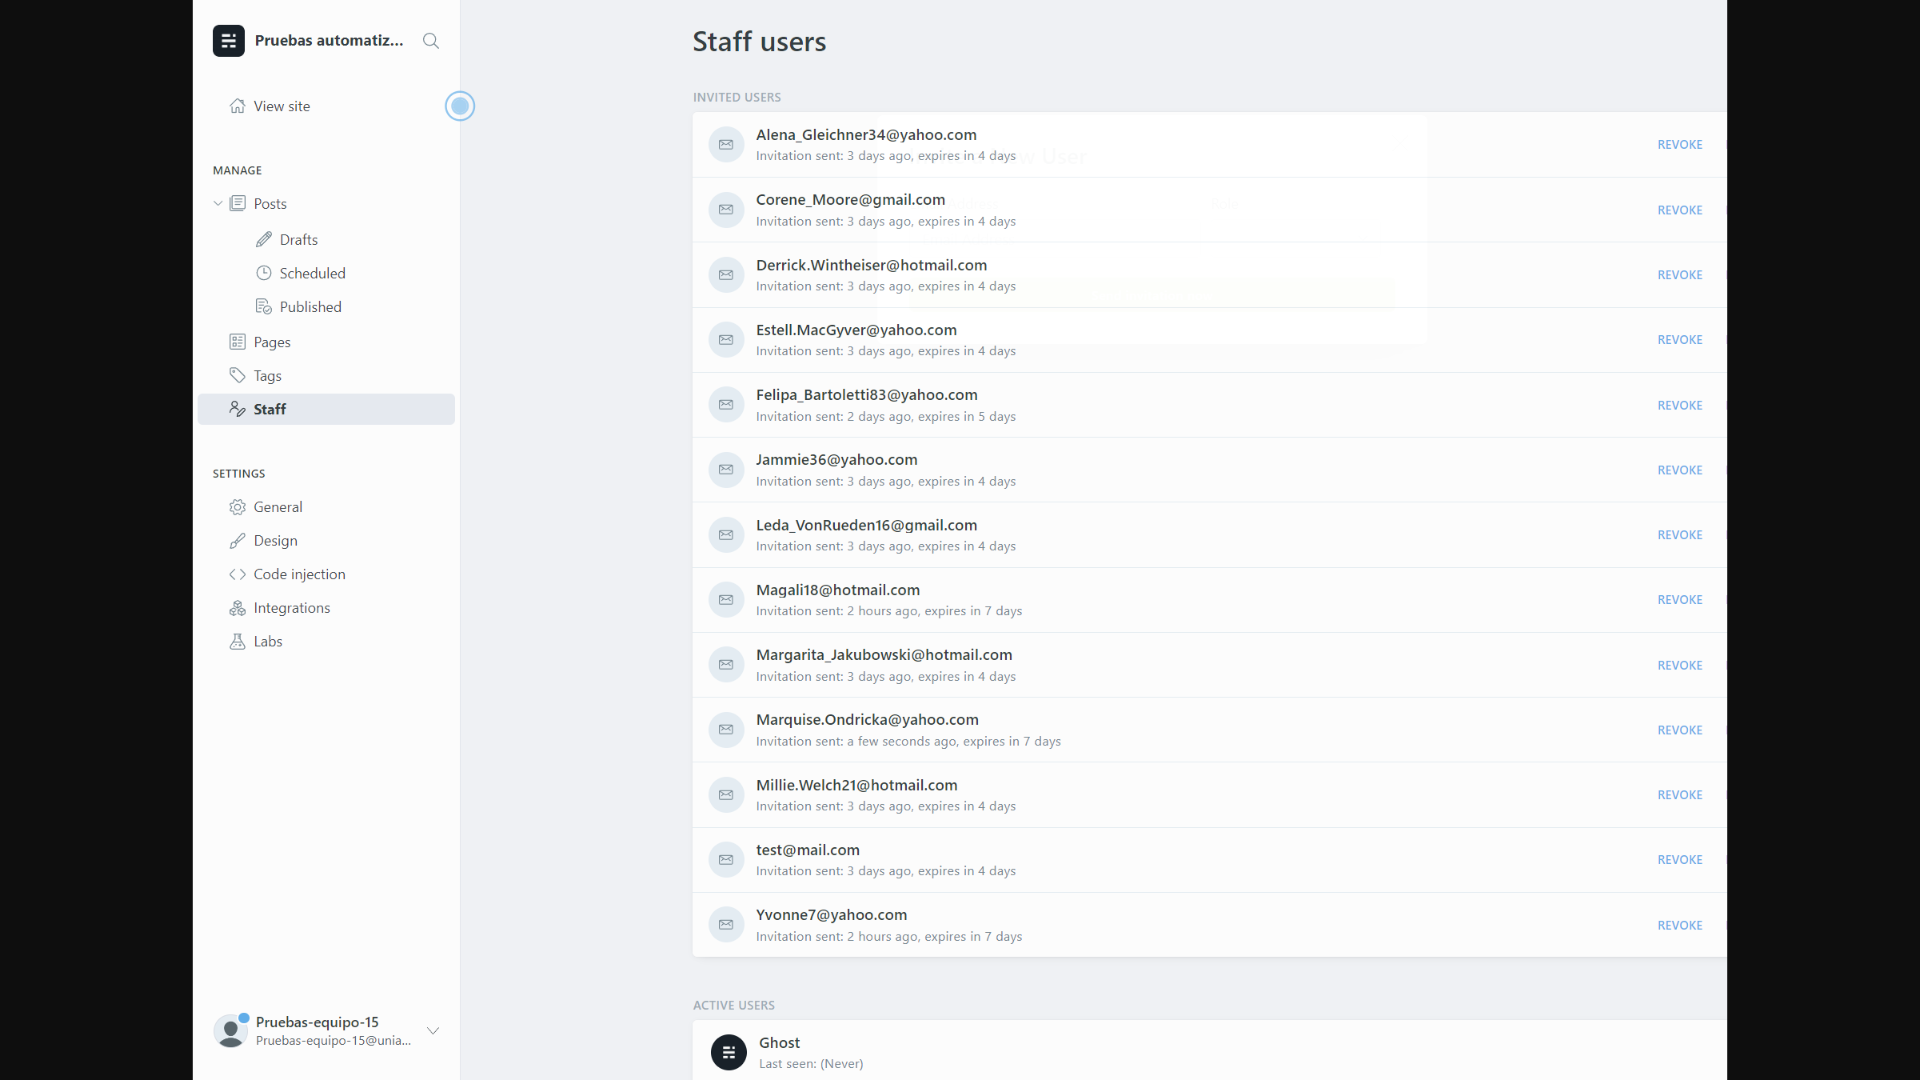 Pruebas automatiz...
View site
MANAGE
Posts
Drafts
Scheduled
Published
Pages
Tags
Staff
SETTINGS
General
Design
Code injection
Integrations
Labs
Pruebas-equipo-15
Pruebas-equipo-15@unia...
Staff users
INVITED USERS
Alena_Gleichner34@yahoo.com
Invitation sent: 3 days ago, expires in 4 days
REVOKE
Corene_Moore@gmail.com
Invitation sent: 3 days ago, expires in 4 days
REVOKE
Derrick.Wintheiser@hotmail.com
Invitation sent: 3 days ago, expires in 4 days
REVOKE
Estell.MacGyver@yahoo.com
Invitation sent: 3 days ago, expires in 4 days
REVOKE
Felipa_Bartoletti83@yahoo.com
Invitation sent: 2 days ago, expires in 5 days
REVOKE
Jammie36@yahoo.com
Invitation sent: 3 days ago, expires in 4 days
REVOKE
Leda_VonRueden16@gmail.com
Invitation sent: 3 days ago, expires in 4 days
REVOKE
Magali18@hotmail.com
Invitation sent: 2 hours ago, expires in 7 days
REVOKE
Margarita_Jakubowski@hotmail.com
Invitation sent: 3 days ago, expires in 4 days
REVOKE
Marquise.Ondricka@yahoo.com
Invitation sent: a few seconds ago, expires in 7 days
REVOKE
Millie.Welch21@hotmail.com
Invitation sent: 3 days ago, expires in 4 days
REVOKE
test@mail.com
Invitation sent: 3 days ago, expires in 4 days
REVOKE
Yvonne7@yahoo.com
Invitation sent: 2 hours ago, expires in 7 days
REVOKE
ACTIVE USERS
Ghost
Last seen: (Never)